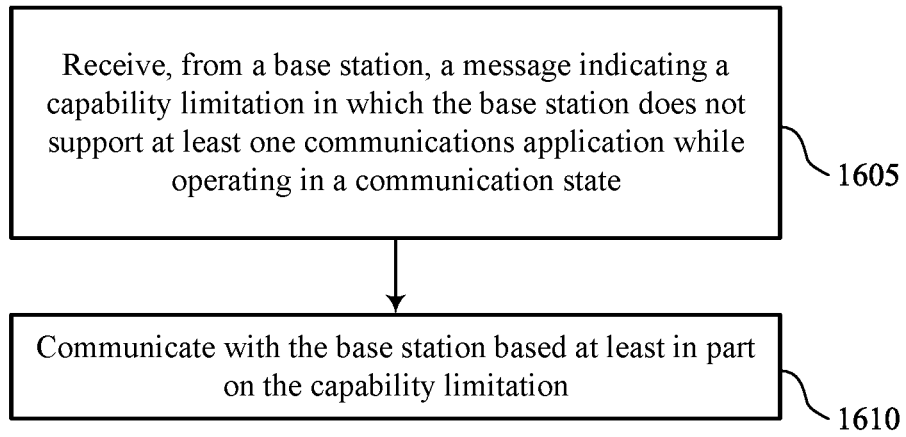 Receive, from a base station, a message indicating a
capability limitation in which the base station does not
support at least one communications application while
operating in a communication state
1605
Communicate with the base station based at least in part
on the capability limitation
1610